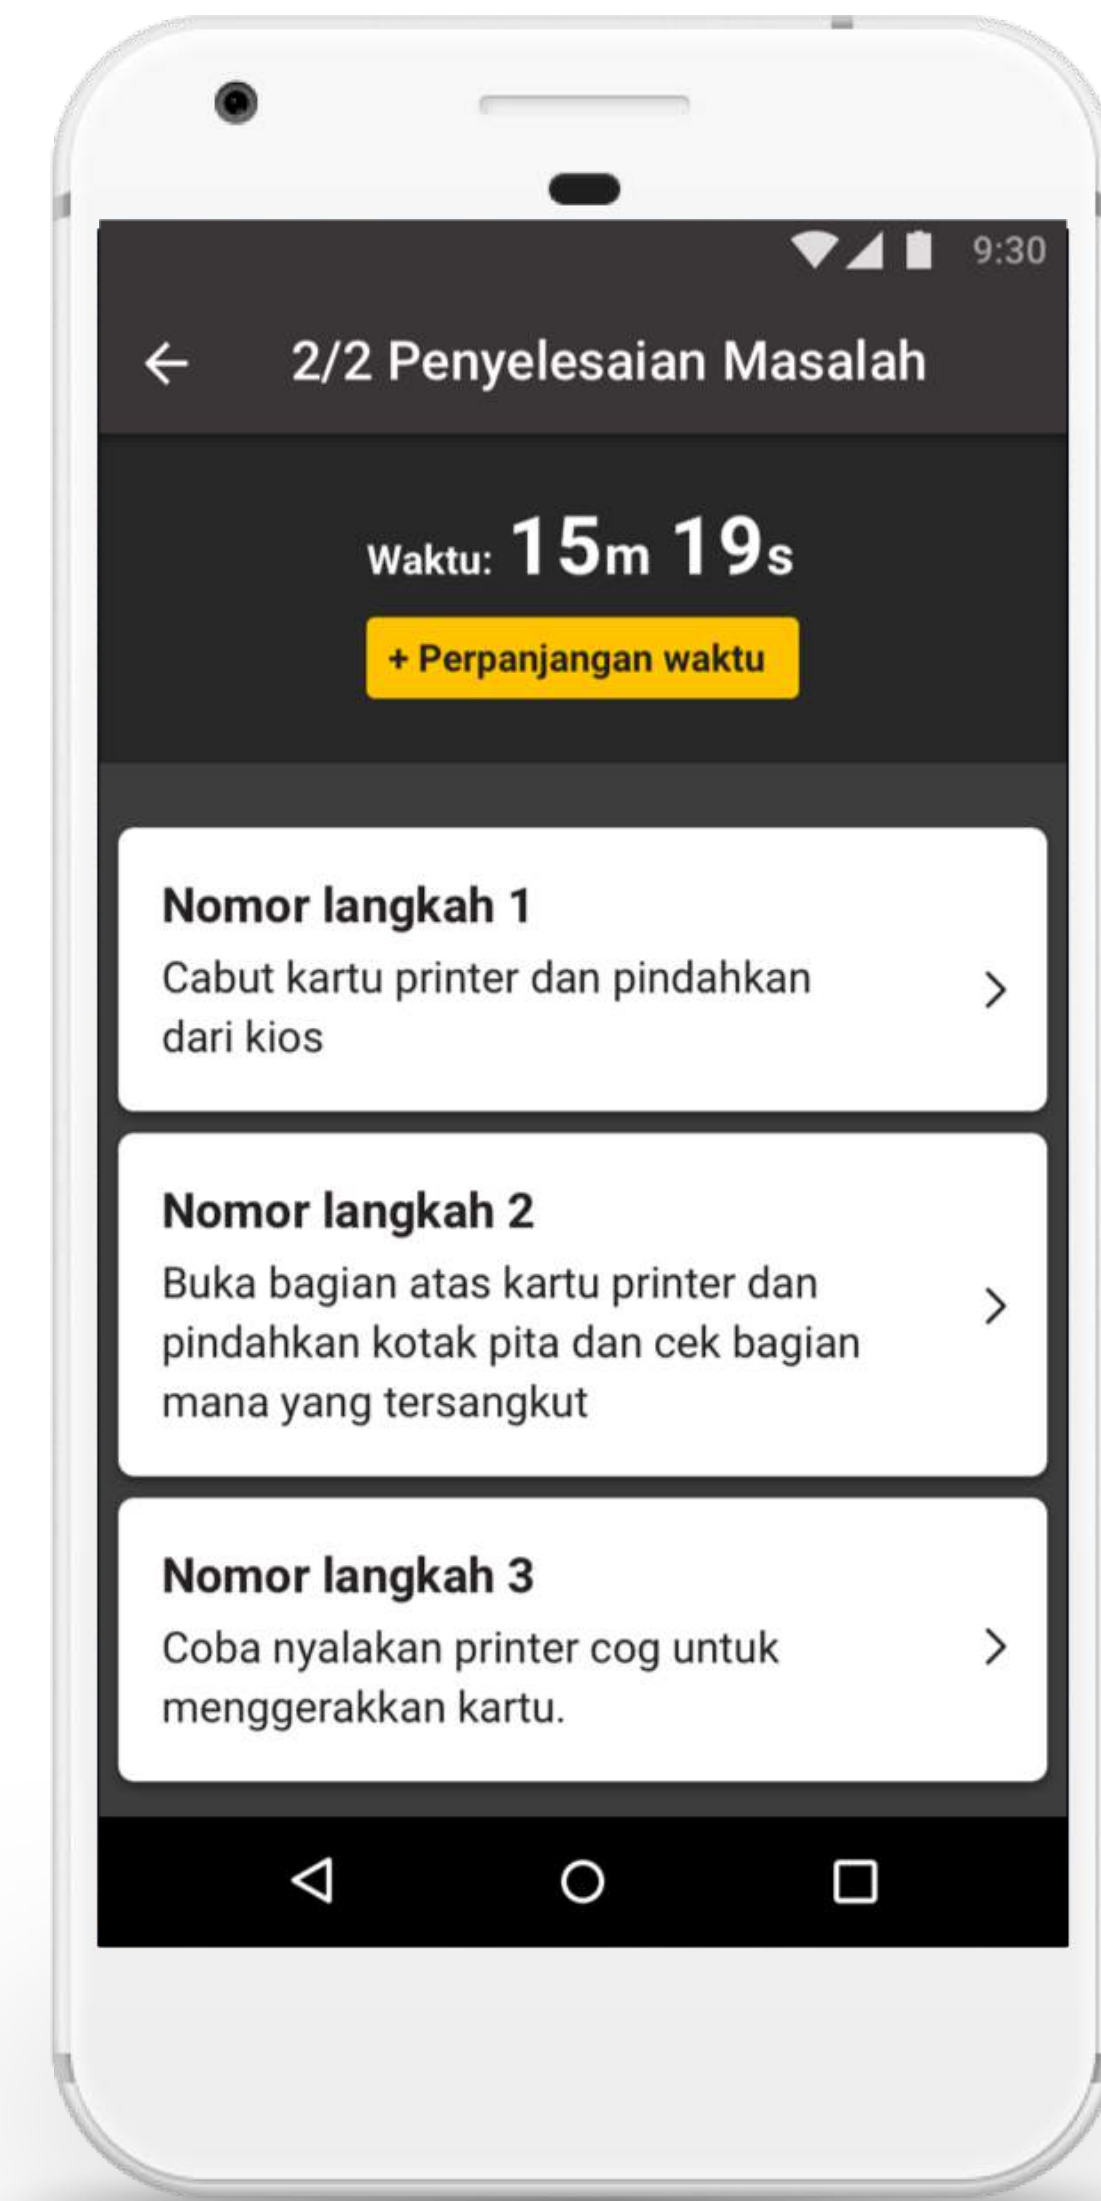 9:30
2/2 Penyelesaian Masalah
Waktu: 15m 19s
+ Perpanjangan waktu
Nomor langkah 1
Cabut kartu printer dan pindahkan
dari kios
Nomor langkah 2
Buka bagian atas kartu printer dan
pindahkan kotak pita dan cek bagian
mana yang tersangkut
Nomor langkah 3
Coba nyalakan printer cog untuk
menggerakkan kartu.